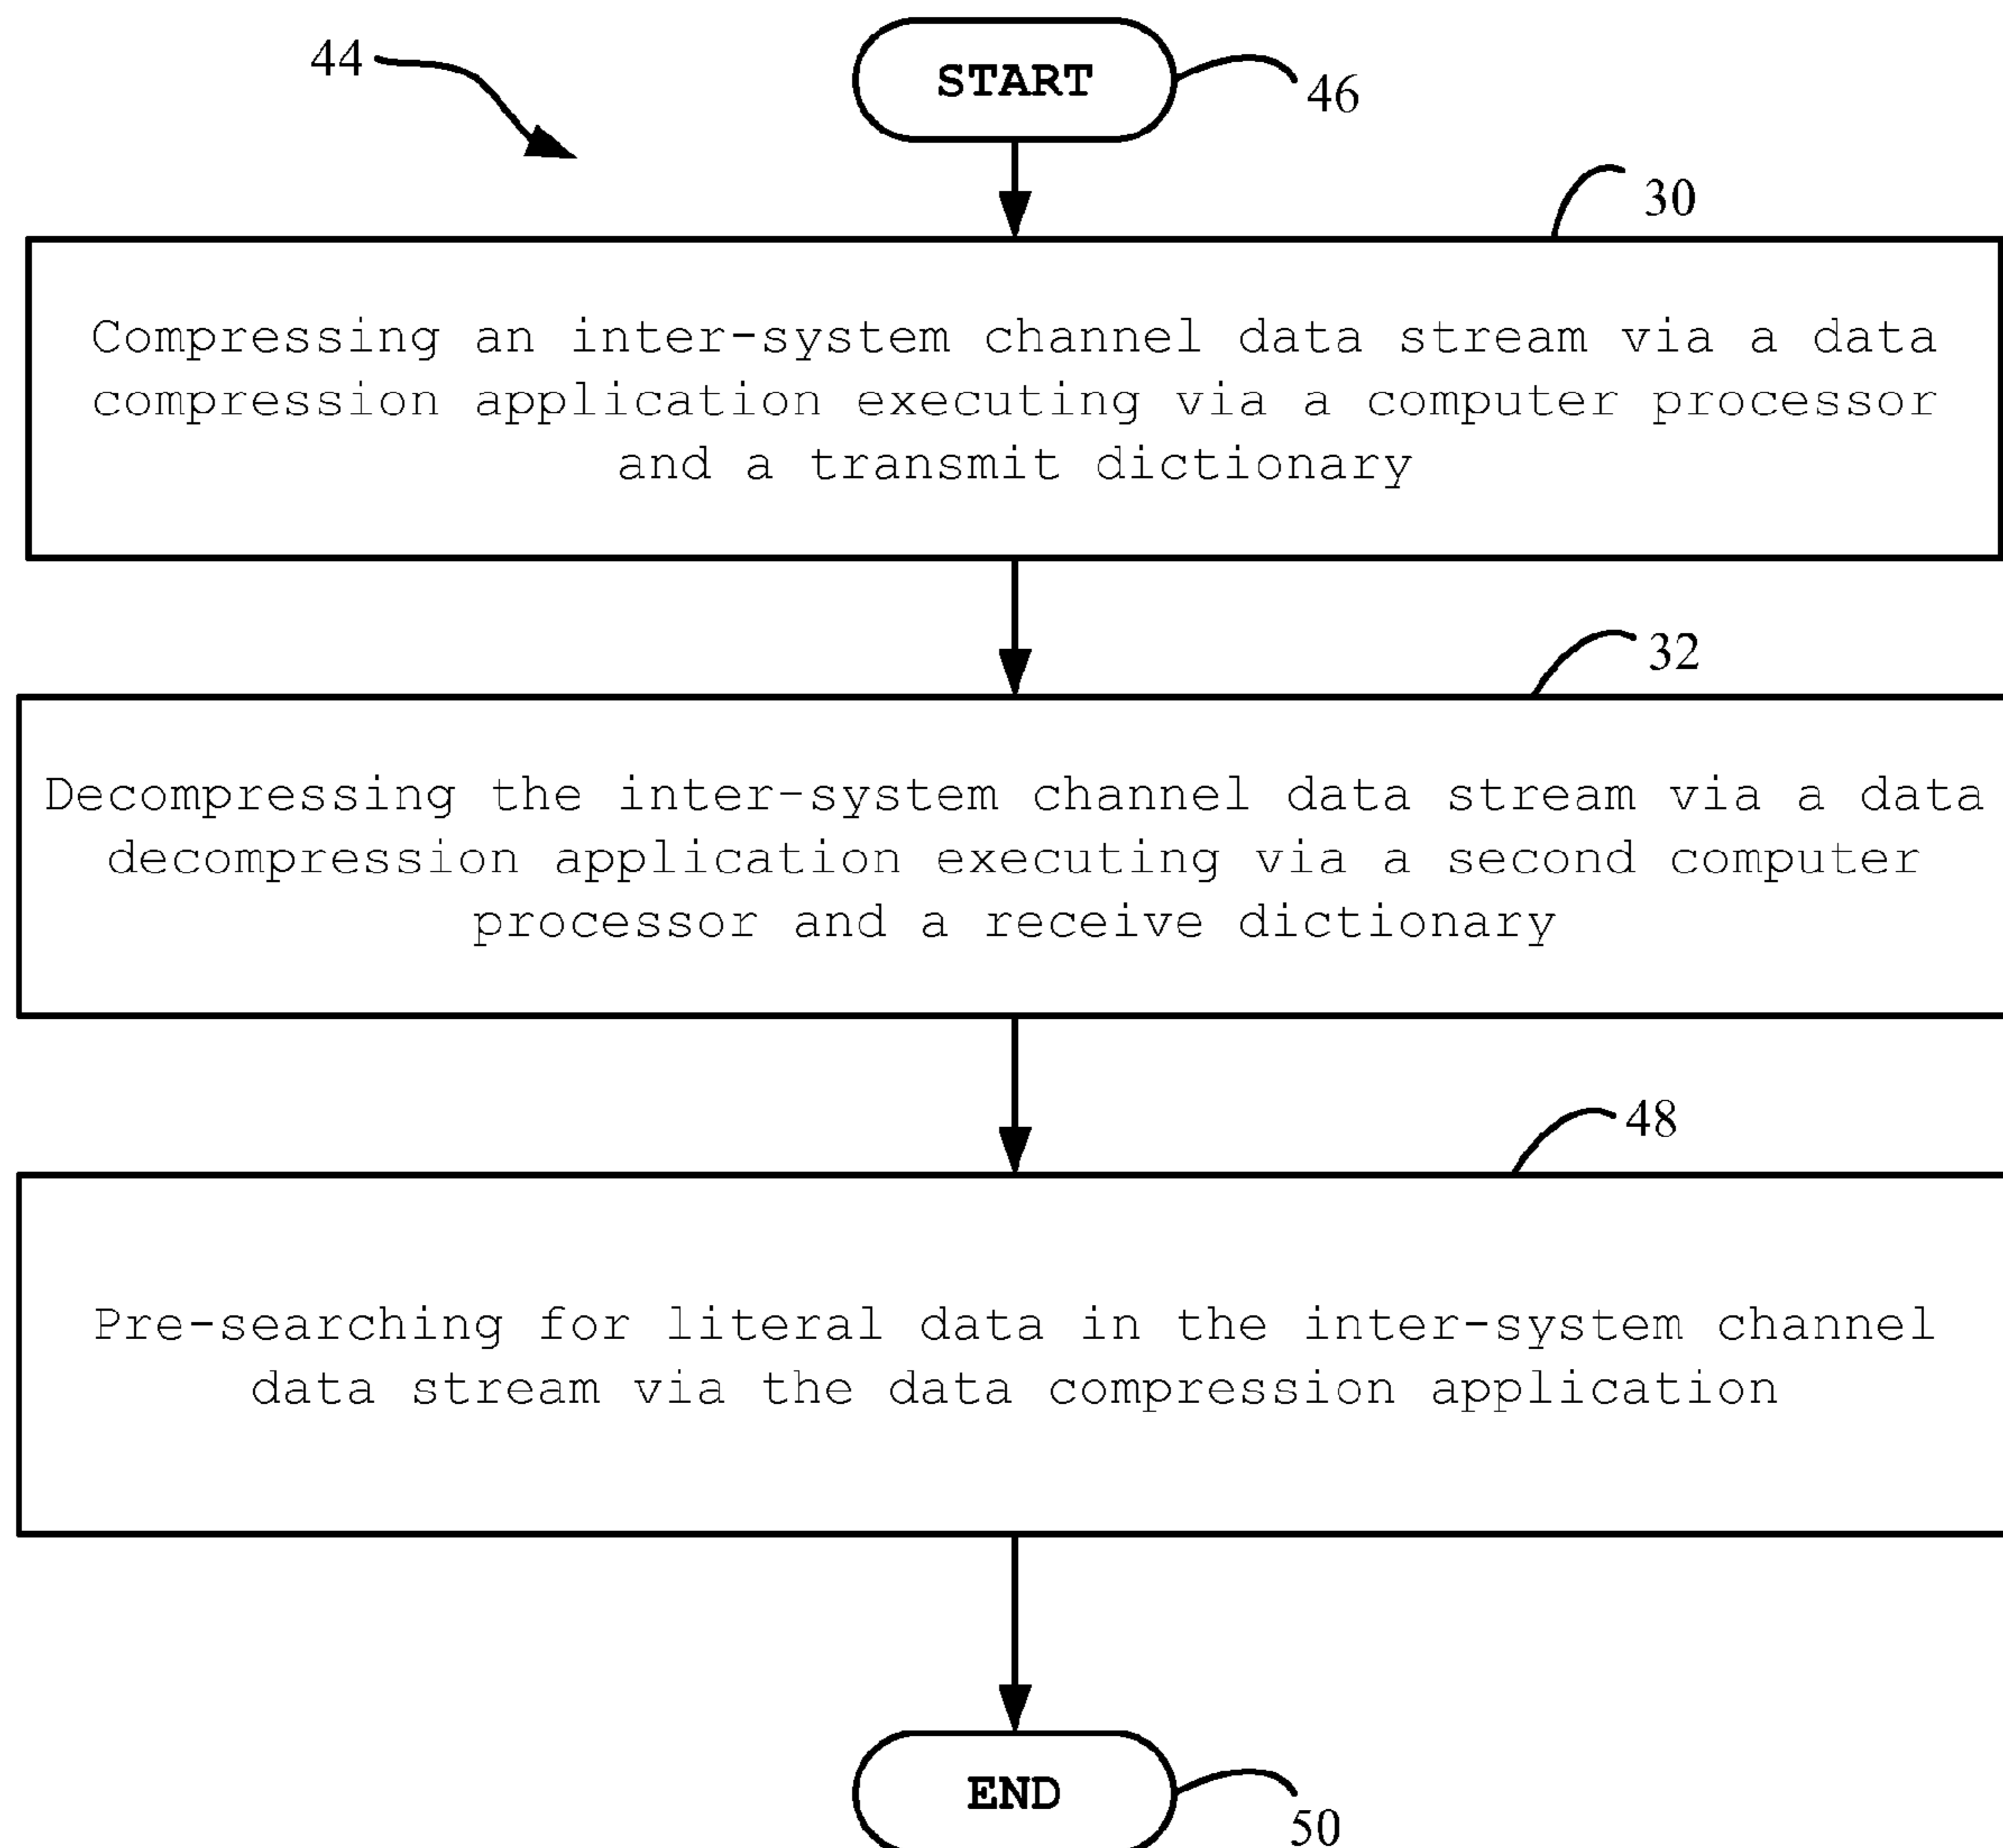 44
START
46
30
Compressing an inter-system channel data stream via a data
compression application executing via a computer processor
and a transmit dictionary
32
Decompressing the inter-system channel data stream via a data
decompression application executing via a second computer
processor and a receive dictionary
48
Pre-searching for literal data in the inter-system channel
data stream via the data compression application
END
50